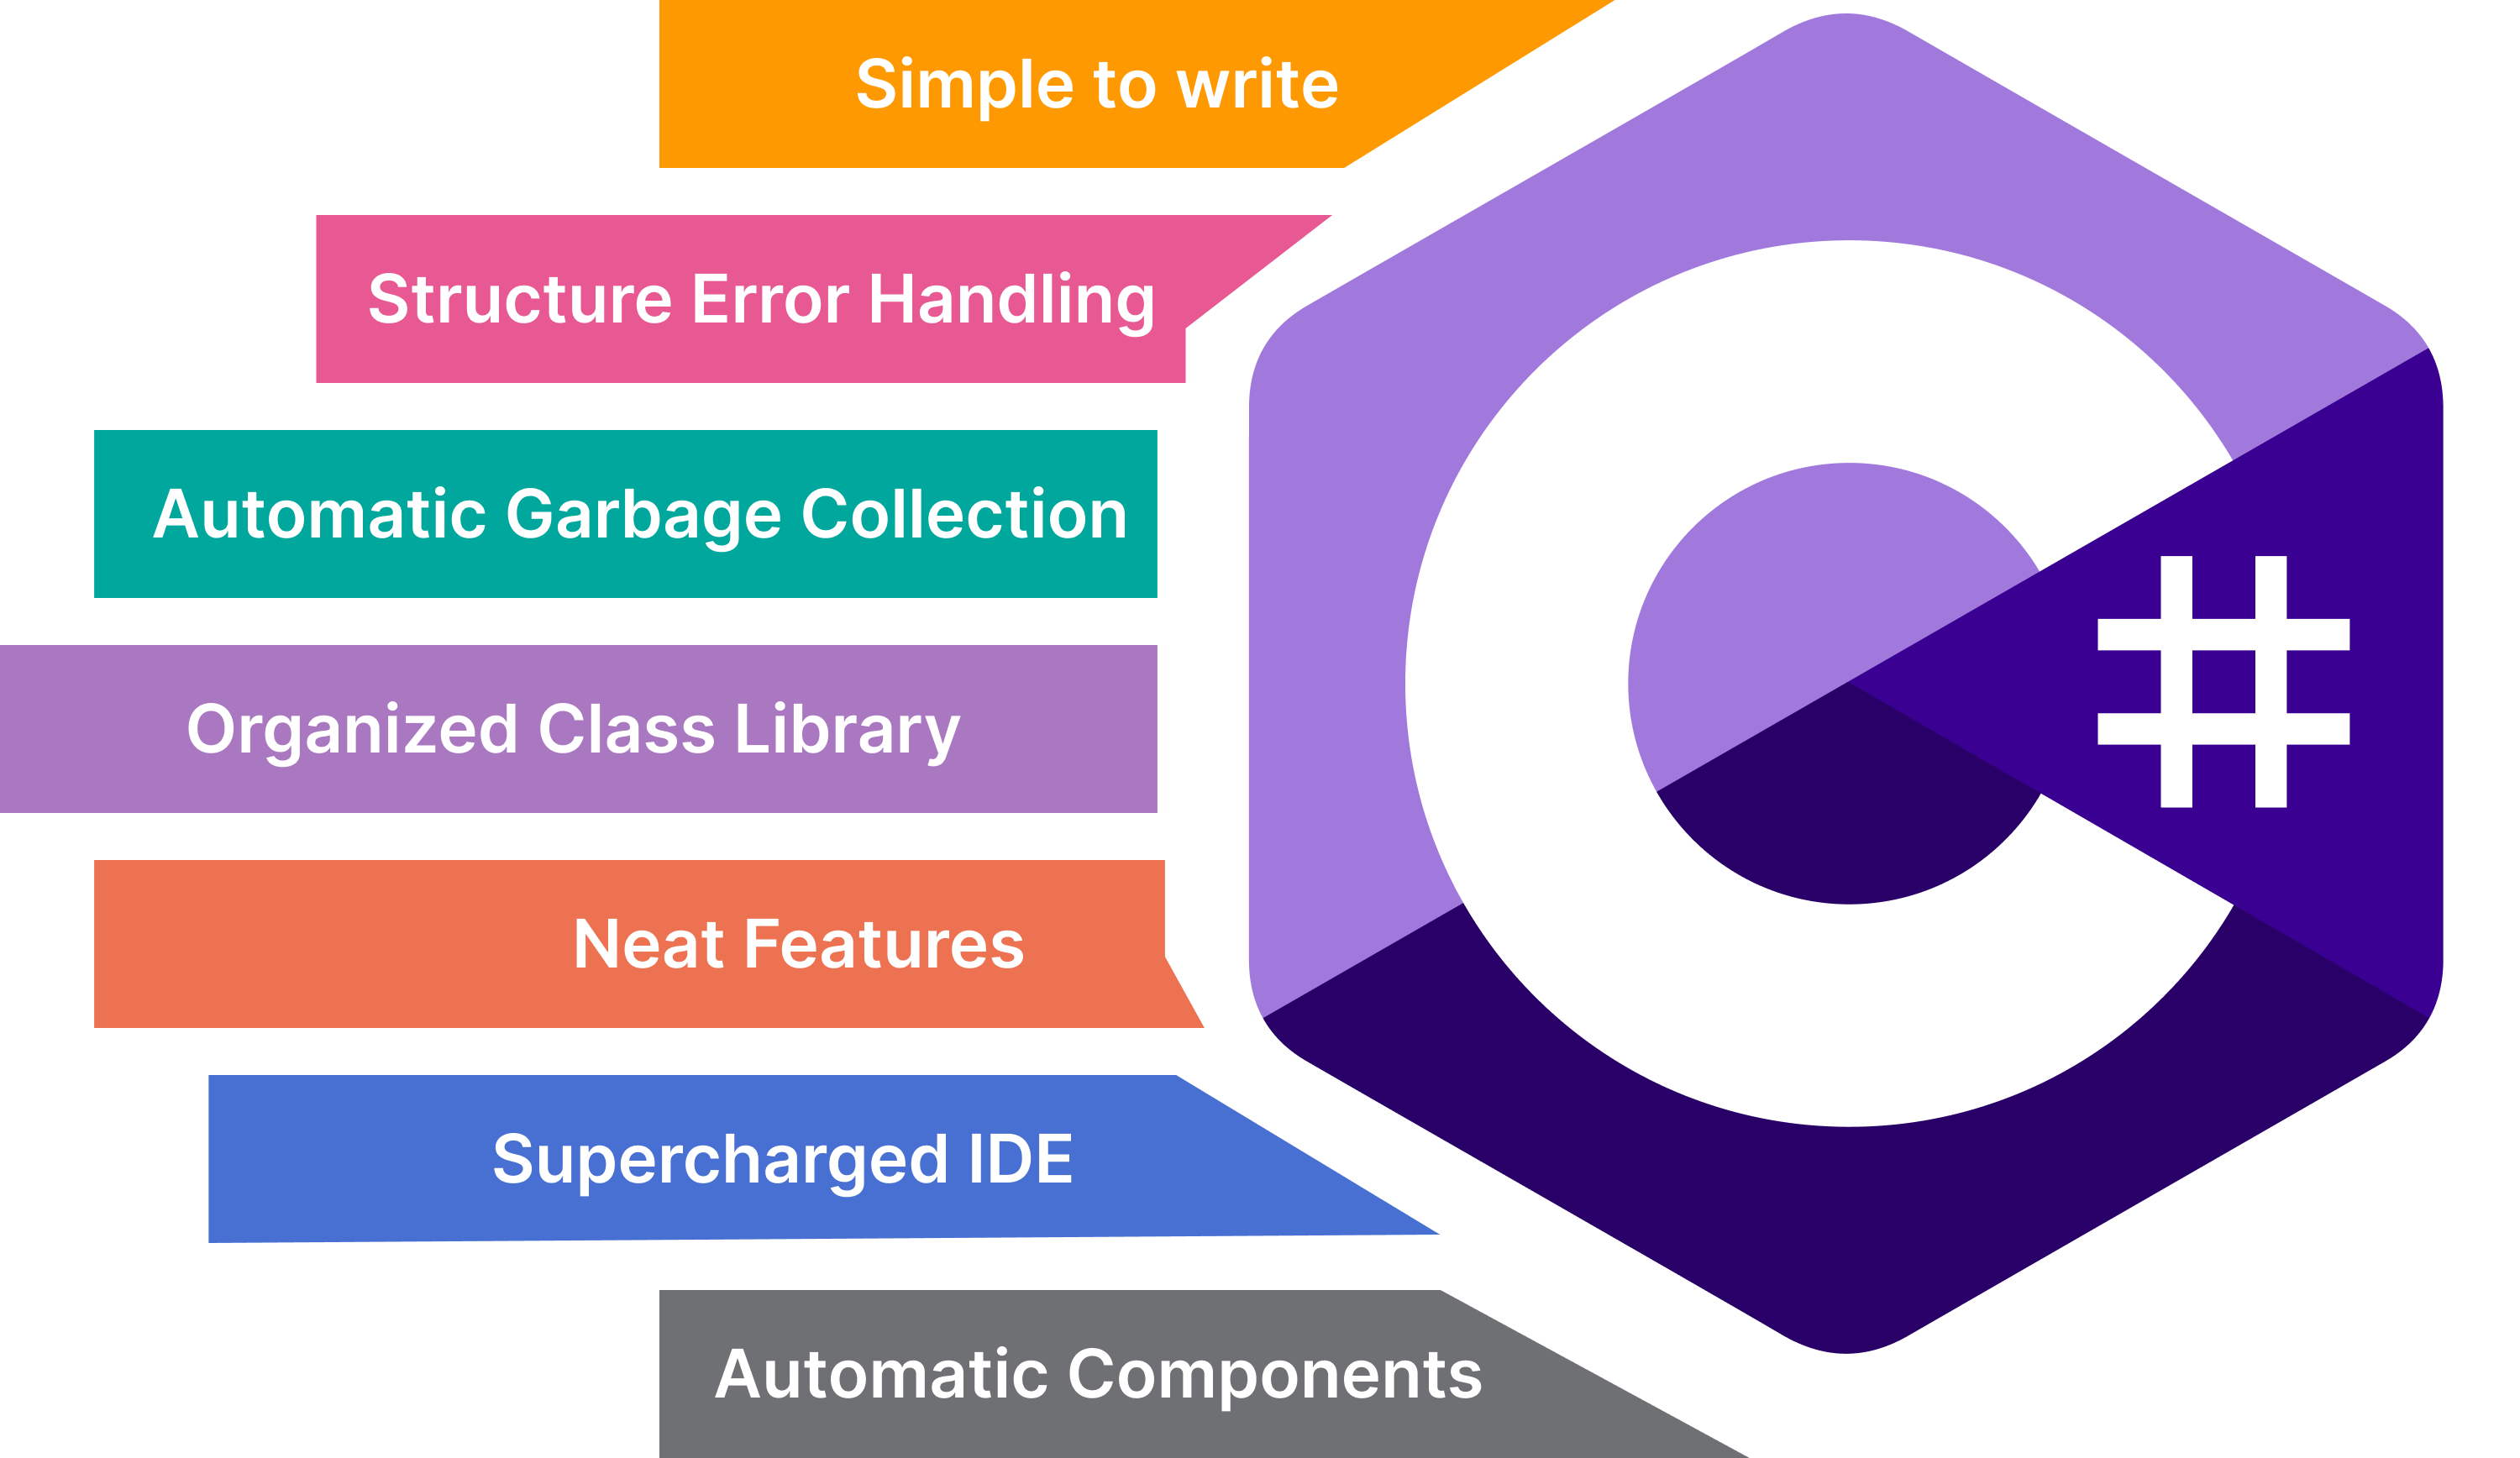 Simple to write
Structure Error Handling
Automatic Garbage Collection
Organized Class Library
Neat Features
Supercharged IDE
Automatic Components
C#